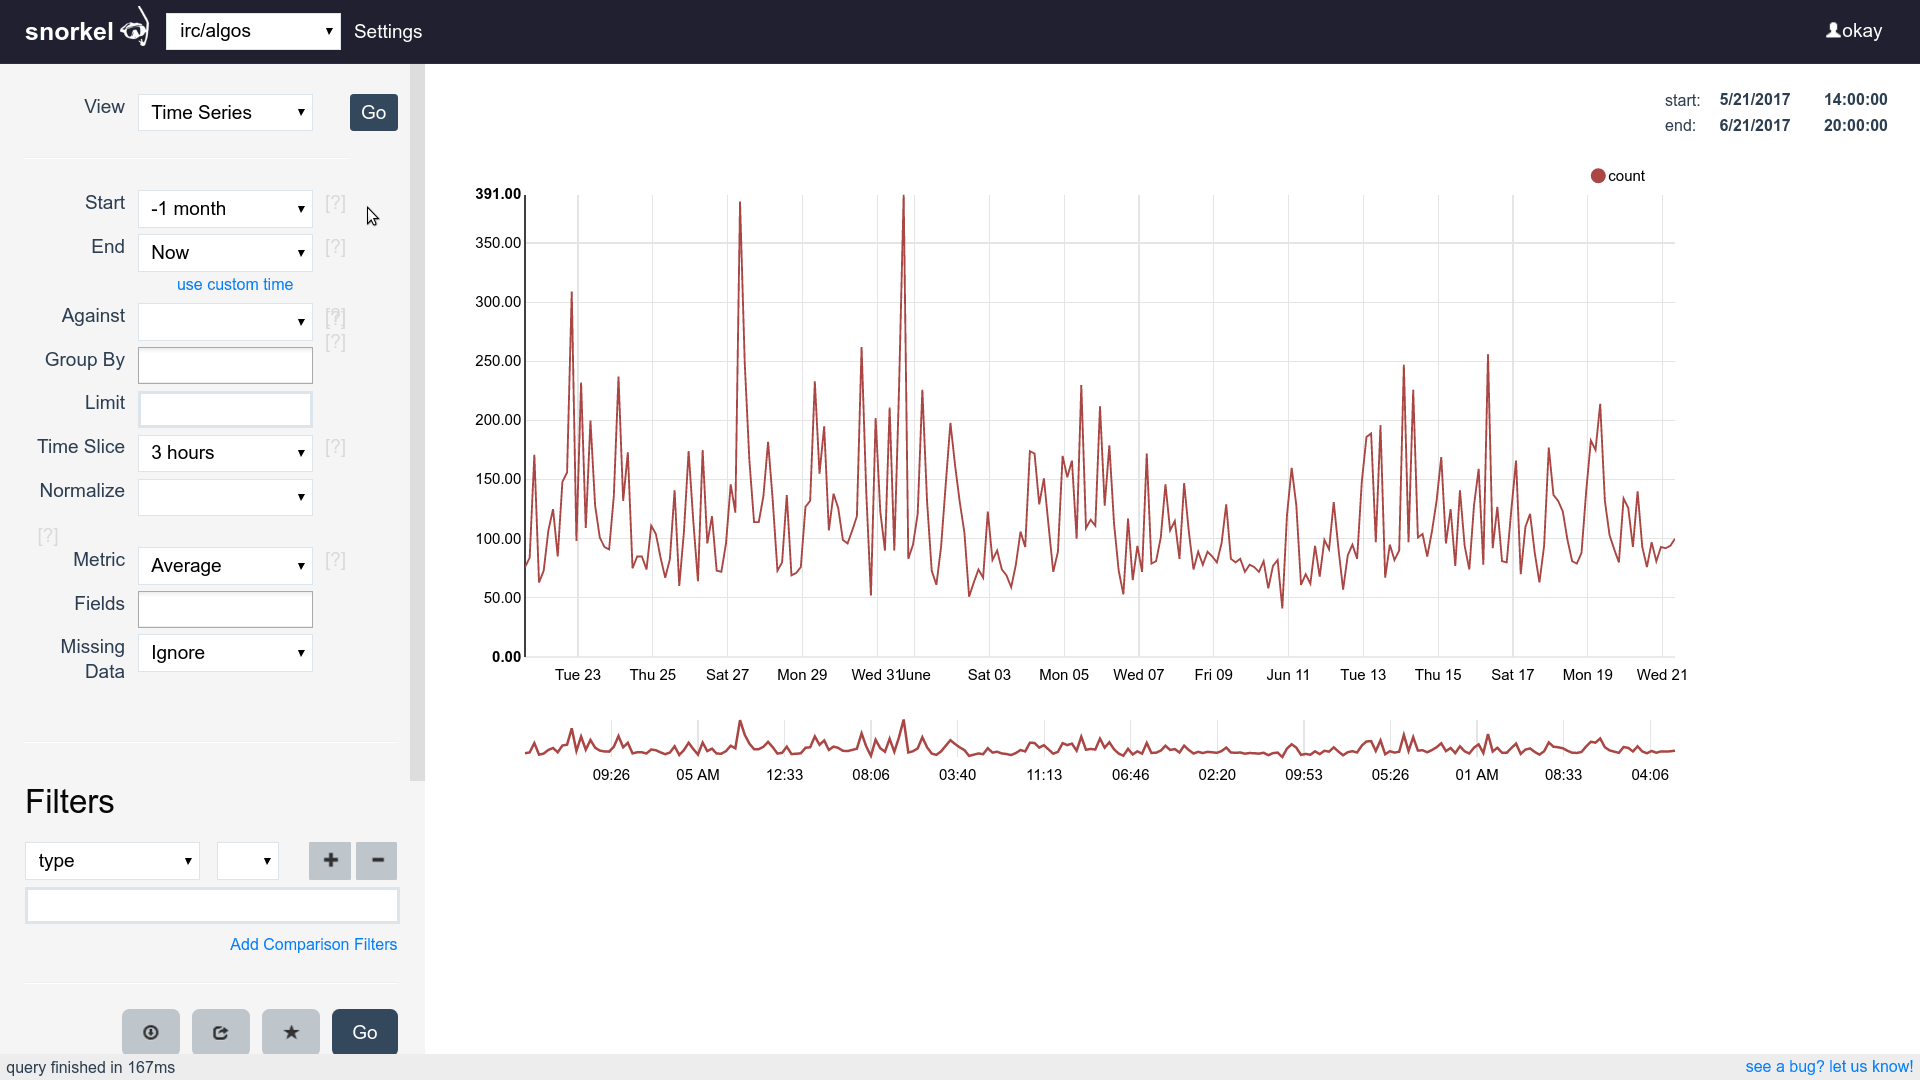 snorkel irc/algos Settings okay
View Time Series Go
Start -1 month [?]
End Now [?]
use custom time
Against [?]
[?]
Group By
Limit
Time Slice 3 hours [?]
Normalize
[?]
Metric Average [?]
Fields
Missing Data Ignore
Filters
type
Add Comparison Filters
Go
start: 5/21/2017 14:00:00
end: 6/21/2017 20:00:00
count
391.00
350.00
300.00
250.00
200.00
150.00
100.00
50.00
0.00
Tue 23 Thu 25 Sat 27 Mon 29 Wed 31 June Sat 03 Mon 05 Wed 07 Fri 09 Jun 11 Tue 13 Thu 15 Sat 17 Mon 19 Wed 21
09:26 05 AM 12:33 08:06 03:40 11:13 06:46 02:20 09:53 05:26 01 AM 08:33 04:06
query finished in 167ms see a bug? let us know!